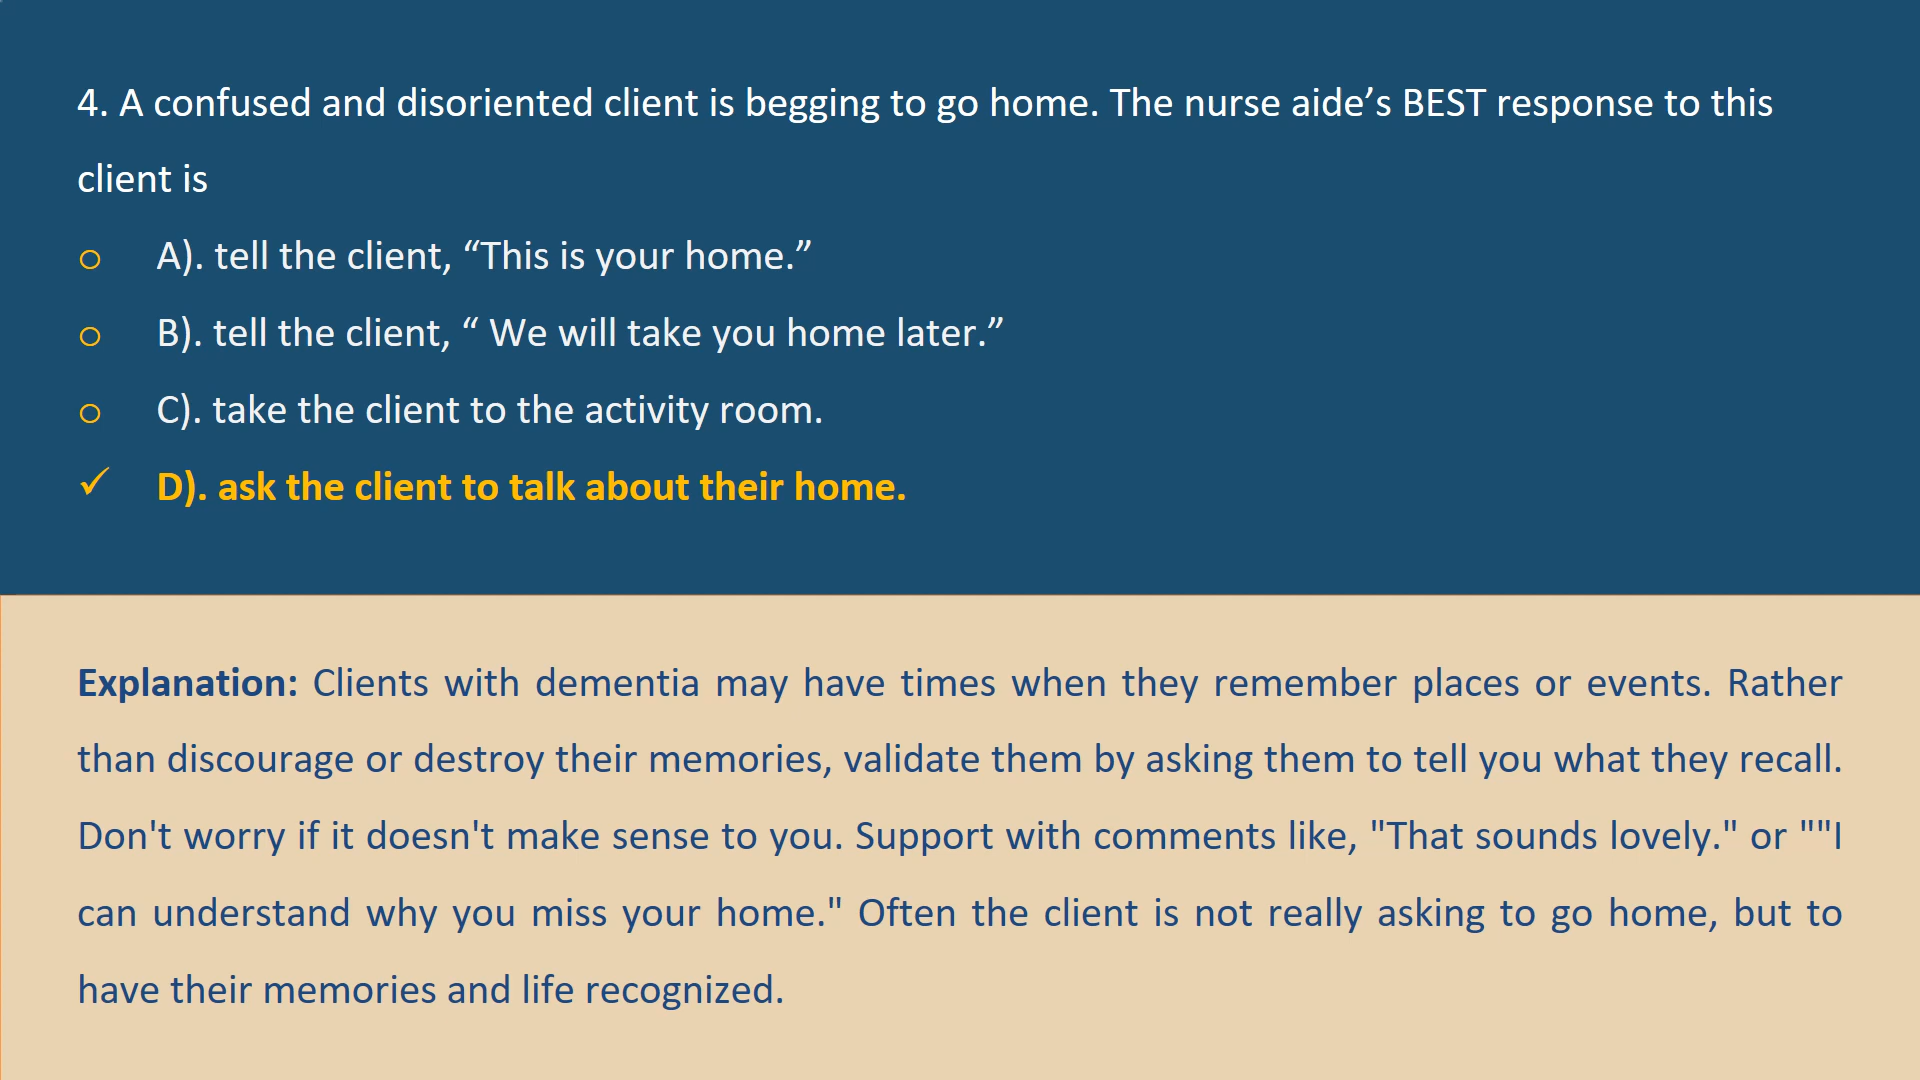 4. A confused and disoriented client is begging to go home. The nurse aide’s BEST response to this
client is
o A). tell the client, “This is your home.”
o B). tell the client, “ We will take you home later.”
o C). take the client to the activity room.
✓ D). ask the client to talk about their home.
Explanation: Clients with dementia may have times when they remember places or events. Rather
than discourage or destroy their memories, validate them by asking them to tell you what they recall.
Don't worry if it doesn't make sense to you. Support with comments like, "That sounds lovely." or ""I
can understand why you miss your home." Often the client is not really asking to go home, but to
have their memories and life recognized.